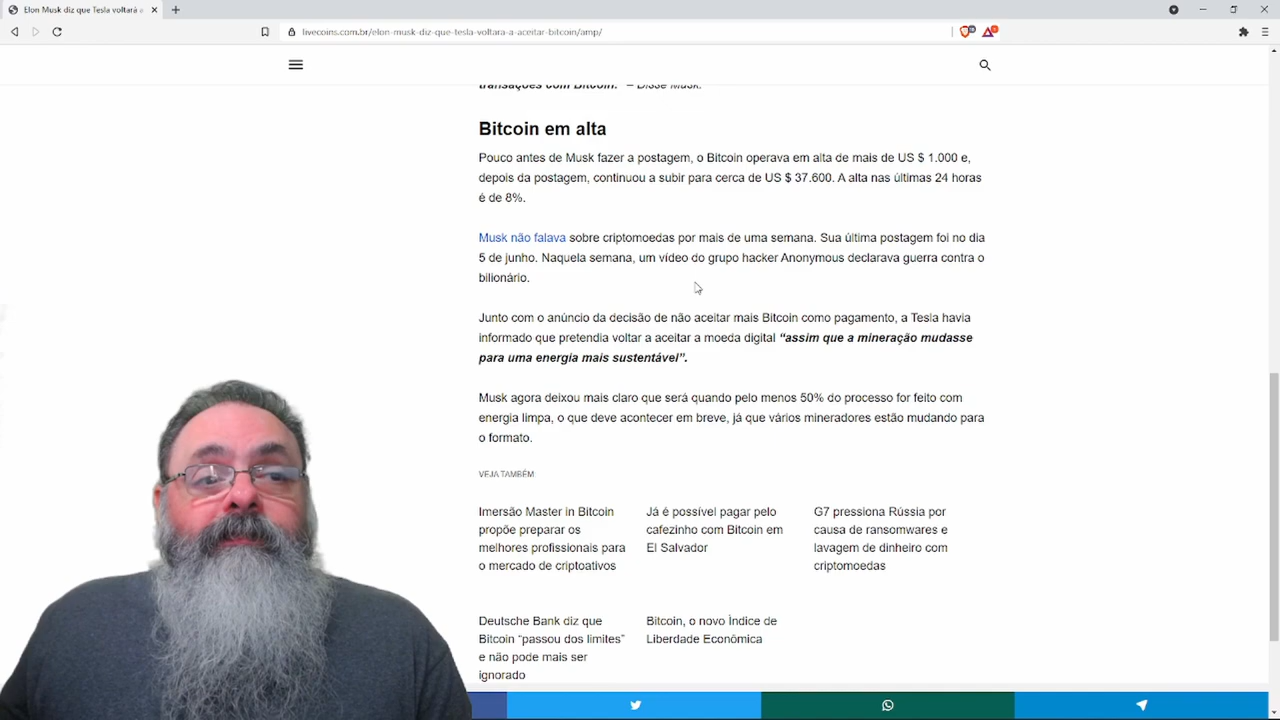 Elon Musk diz que Tesla voltará a
livecoins.com.br/elon-musk-diz-que-tesla-voltara-a-aceitar-bitcoin/amp/
transações com Bitcoin." – Disse Musk.
Bitcoin em alta
Pouco antes de Musk fazer a postagem, o Bitcoin operava em alta de mais de US $ 1.000 e,
depois da postagem, continuou a subir para cerca de US $ 37.600. A alta nas últimas 24 horas
é de 8%.
Musk não falava sobre criptomoedas por mais de uma semana. Sua última postagem foi no dia
5 de junho. Naquela semana, um vídeo do grupo hacker Anonymous declarava guerra contra o
bilionário.
Junto com o anúncio da decisão de não aceitar mais Bitcoin como pagamento, a Tesla havia
informado que pretendia voltar a aceitar a moeda digital “assim que a mineração mudasse
para uma energia mais sustentável”.
Musk agora deixou mais claro que será quando pelo menos 50% do processo for feito com
energia limpa, o que deve acontecer em breve, já que vários mineradores estão mudando para
o formato.
VEJA TAMBÉM
Imersão Master in Bitcoin
propõe preparar os
melhores profissionais para
o mercado de criptoativos
Já é possível pagar pelo
cafezinho com Bitcoin em
El Salvador
G7 pressiona Rússia por
causa de ransomwares e
lavagem de dinheiro com
criptomoedas
Deutsche Bank diz que
Bitcoin “passou dos limites”
e não pode mais ser
ignorado
Bitcoin, o novo Índice de
Liberdade Econômica